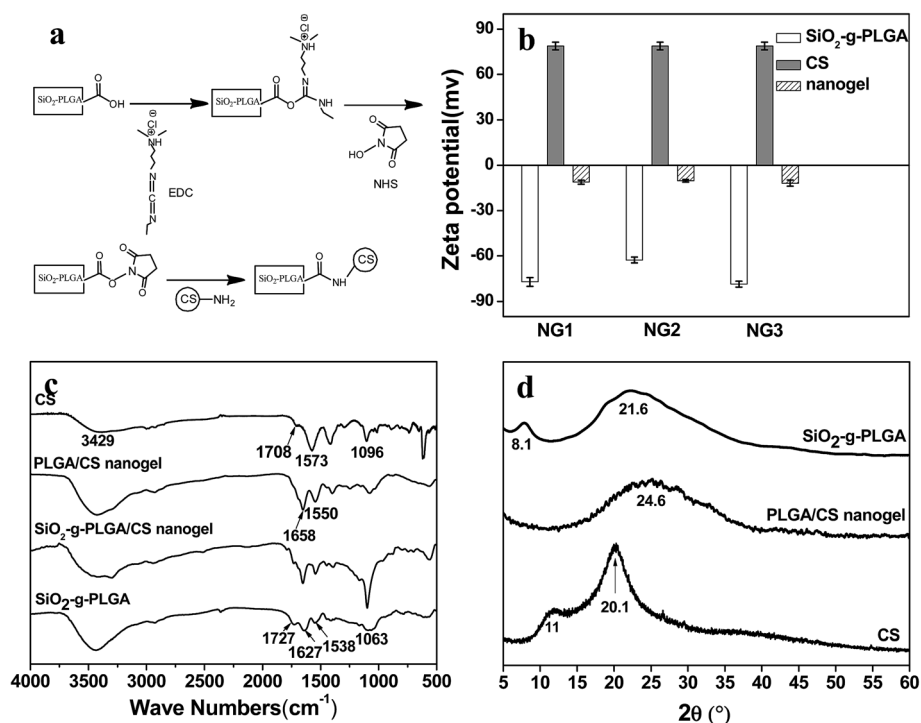 a
⊖
Cl
⊕
NH
N
O
SiO₂-PLGA
OH
SiO₂-PLGA
O
NH
⊖
Cl
⊕
NH
N
C
N
EDC
O
N
HO
O
NHS
O
SiO₂-PLGA
O
N
O
O
CS
NH₂
O
SiO₂-PLGA
NH
CS
b
SiO₂-g-PLGA
CS
nanogel
Zeta potential(mv)
90
60
30
0
-30
-60
-90
NG1 NG2 NG3
c
CS
3429
1708
1573
1096
PLGA/CS nanogel
1550
1658
SiO₂-g-PLGA/CS nanogel
SiO₂-g-PLGA
1727
1627
1538
1063
4000 3500 3000 2500 2000 1500 1000 500
Wave Numbers(cm⁻¹)
d
8.1
21.6
SiO₂-g-PLGA
24.6
PLGA/CS nanogel
11
20.1
CS
5 10 15 20 25 30 35 40 45 50 55 60
2θ (°)